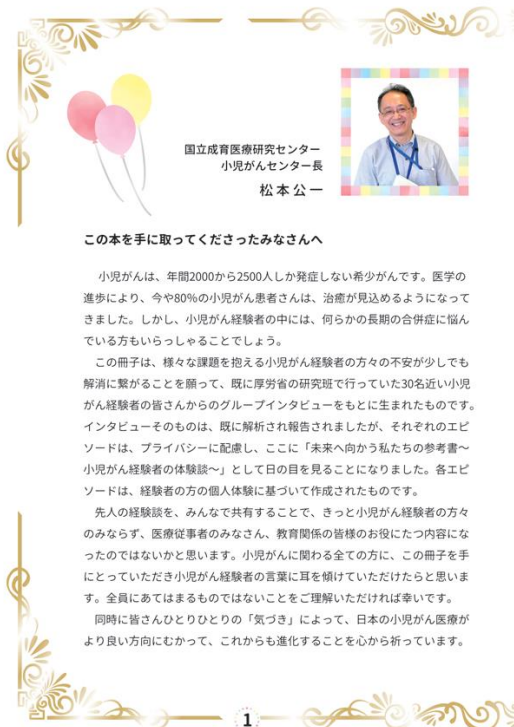 国立成育医療研究センター
小児がんセンター長
松本公一
この本を手に取ってくださったみなさんへ
小児がんは、年間2000から2500人しか発症しない希少がんです。医学の
進歩により、今や80%の小児がん患者さんは、治癒が見込めるようになって
きました。しかし、小児がん経験者の中には、何らかの長期の合併症に悩ん
でいる方もいらっしゃることでしょう。
この冊子は、様々な課題を抱える小児がん経験者の方々の不安が少しでも
解消に繋がることを願って、既に厚労省の研究班で行っていた30名近い小児
がん経験者の皆さんからのグループインタビューをもとに生まれたものです。
インタビューそのものは、既に解析され報告されましたが、それぞれのエピ
ソードは、プライバシーに配慮し、ここに「未来へ向かう私たちの参考書～
小児がん経験者の体験談～」として日の目を見ることになりました。各エピ
ソードは、経験者の方の個人体験に基づいて作成されたものです。
先人の経験談を、みんなで共有することで、きっと小児がん経験者の方々
のみならず、医療従事者のみなさん、教育関係の皆様のお役にたつ内容にな
ったのではないかと思います。小児がんに関わる全ての方に、この冊子を手
にとっていただき小児がん経験者の言葉に耳を傾けていただけたらと思いま
す。全員にあてはまるものではないことをご理解いただければ幸いです。
同時に皆さんひとりひとりの「気づき」によって、日本の小児がん医療が
より良い方向にむかって、これからも進化することを心から祈っています。
1